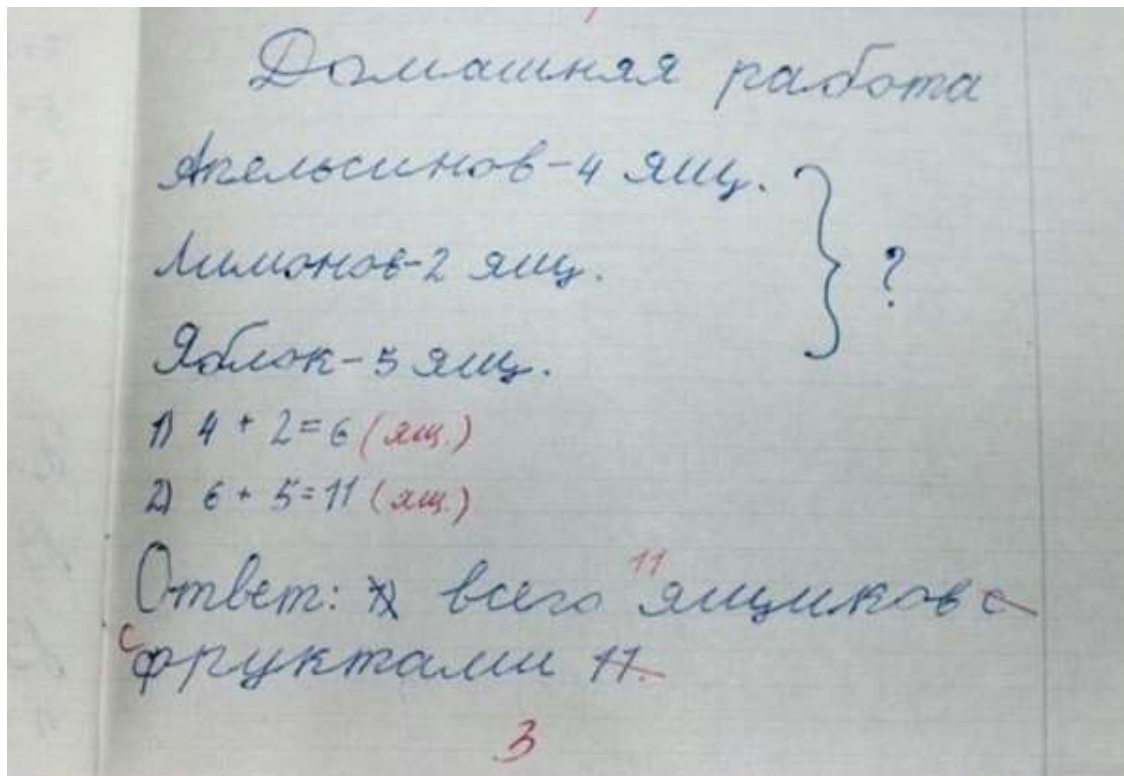 Домашняя работа
Апельсинов-4 ящ.
Лимонов-2 ящ.
?
Яблок-5 ящ.
1) 4 + 2=6 (ящ.)
2) 6 + 5=11 (ящ.)
11
Ответ: всего ящиков с
с фруктами 11.
3